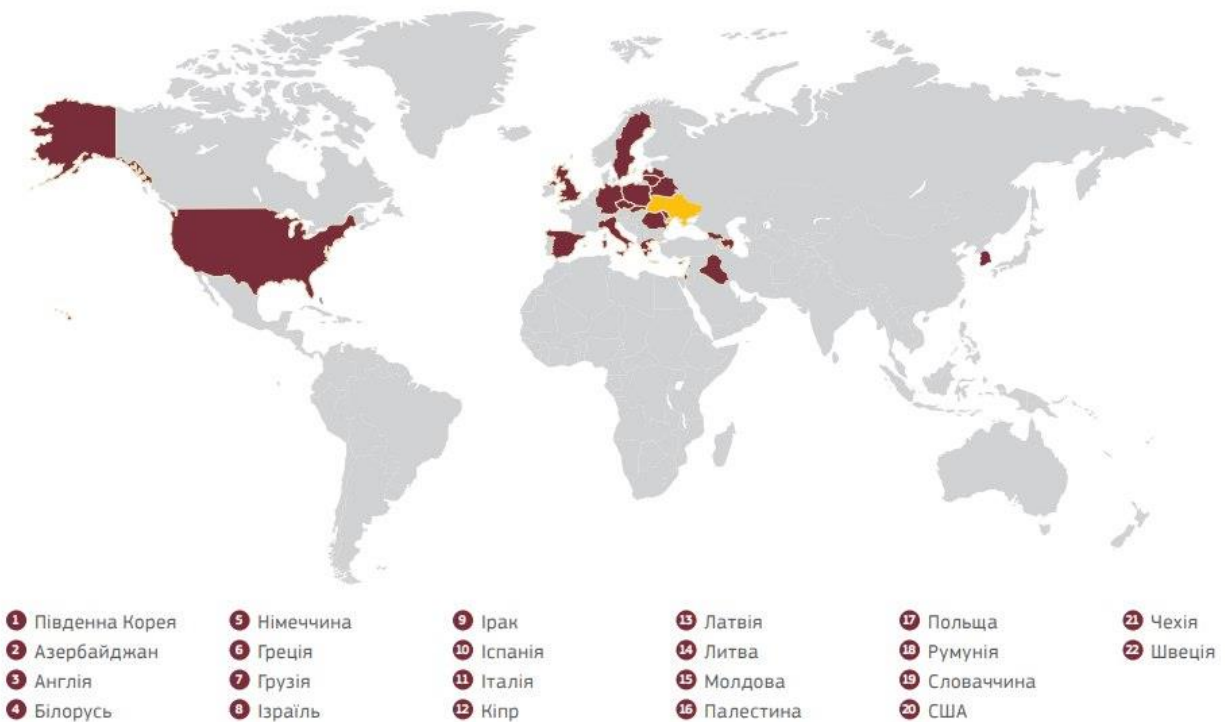 1 Південна Корея
2 Азербайджан
3 Англія
4 Білорусь
5 Німеччина
6 Греція
7 Грузія
8 Ізраїль
9 Ірак
10 Іспанія
11 Італія
12 Кіпр
13 Латвія
14 Литва
15 Молдова
16 Палестина
17 Польща
18 Румунія
19 Словаччина
20 США
21 Чехія
22 Швеція